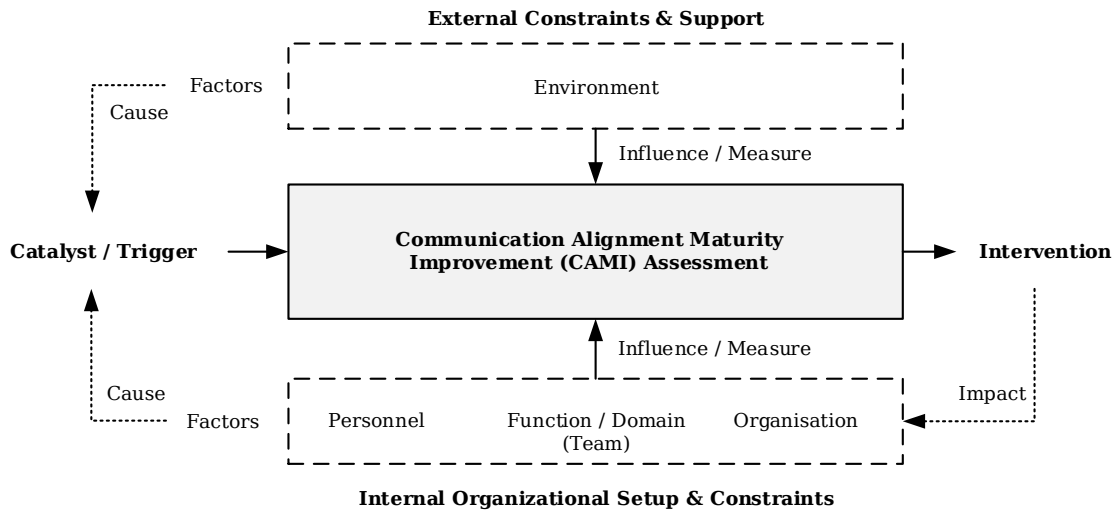 External Constraints & Support
Factors
Environment
Cause
Influence / Measure
Catalyst / Trigger
Communication Alignment Maturity
Improvement (CAMI) Assessment
Intervention
Influence / Measure
Cause
Impact
Factors
Personnel
Function / Domain
(Team)
Organisation
Internal Organizational Setup & Constraints